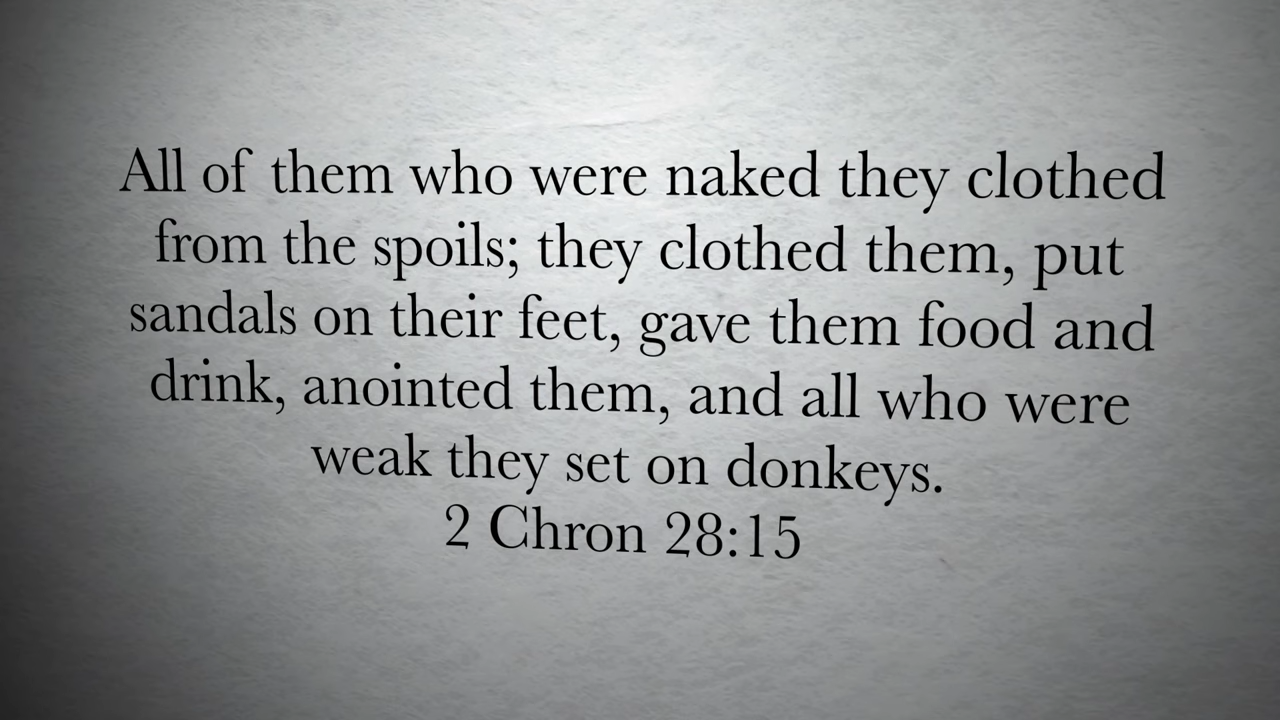 All of them who were naked they clothed
from the spoils; they clothed them, put
sandals on their feet, gave them food and
drink, anointed them, and all who were
weak they set on donkeys.
2 Chron 28:15